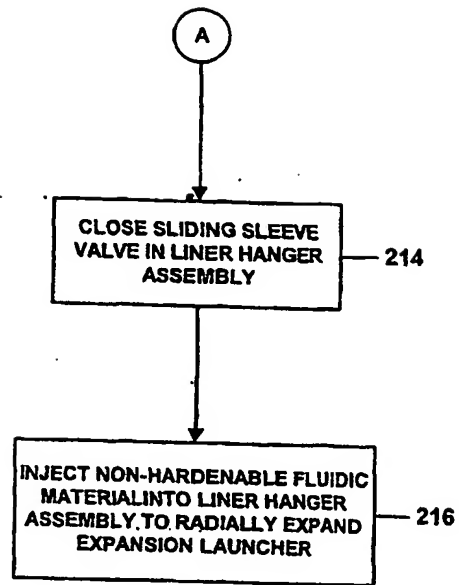 A
CLOSE SLIDING SLEEVE
VALVE IN LINER HANGER
ASSEMBLY
214
INJECT NON-HARDENABLE FLUIDIC
MATERIALINTO LINER HANGER
ASSEMBLY.TO.RADIALLY EXPAND
EXPANSION LAUNCHER
216